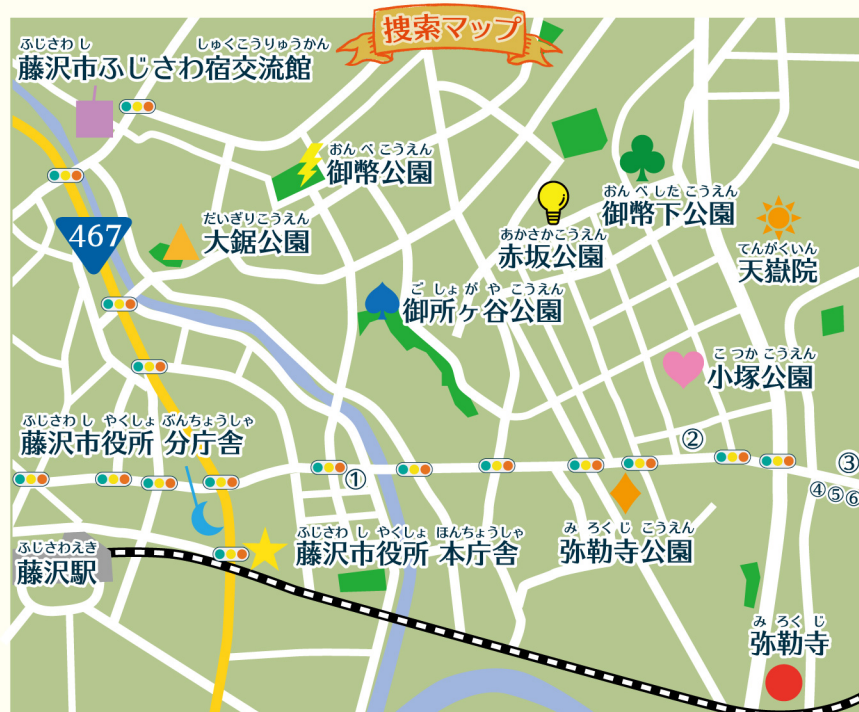 捜索マップ
ふじさわ し しゅくこうりゅうかん
藤沢市ふじさわ宿交流館
おん べ こうえん
御幣公園
おん べ した こうえん
御幣下公園
467
だいぎりこうえん
大鋸公園
あかさかこうえん
赤坂公園
てんがくいん
天嶽院
ご しょ が や こうえん
御所ヶ谷公園
こ つか こうえん
小塚公園
ふじさわ し やくしょ ぶんちょうしゃ
藤沢市役所 分庁舎
①
②
③
④⑤⑥
ふじさわえき
藤沢駅
ふじさわ し やくしょ ほんちょうしゃ
藤沢市役所 本庁舎
み ろく じ こうえん
弥勒寺公園
み ろく じ
弥勒寺